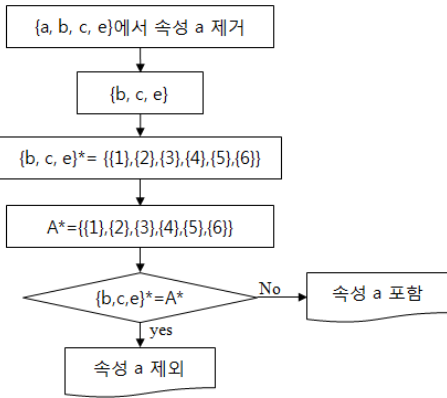 {a, b, c, e}에서 속성 a 제거
{b, c, e}
{b, c, e}*= {{1},{2},{3},{4},{5},{6}}
A*={{1},{2},{3},{4},{5},{6}}
{b,c,e}*=A*
No
속성 a 포함
yes
속성 a 제외